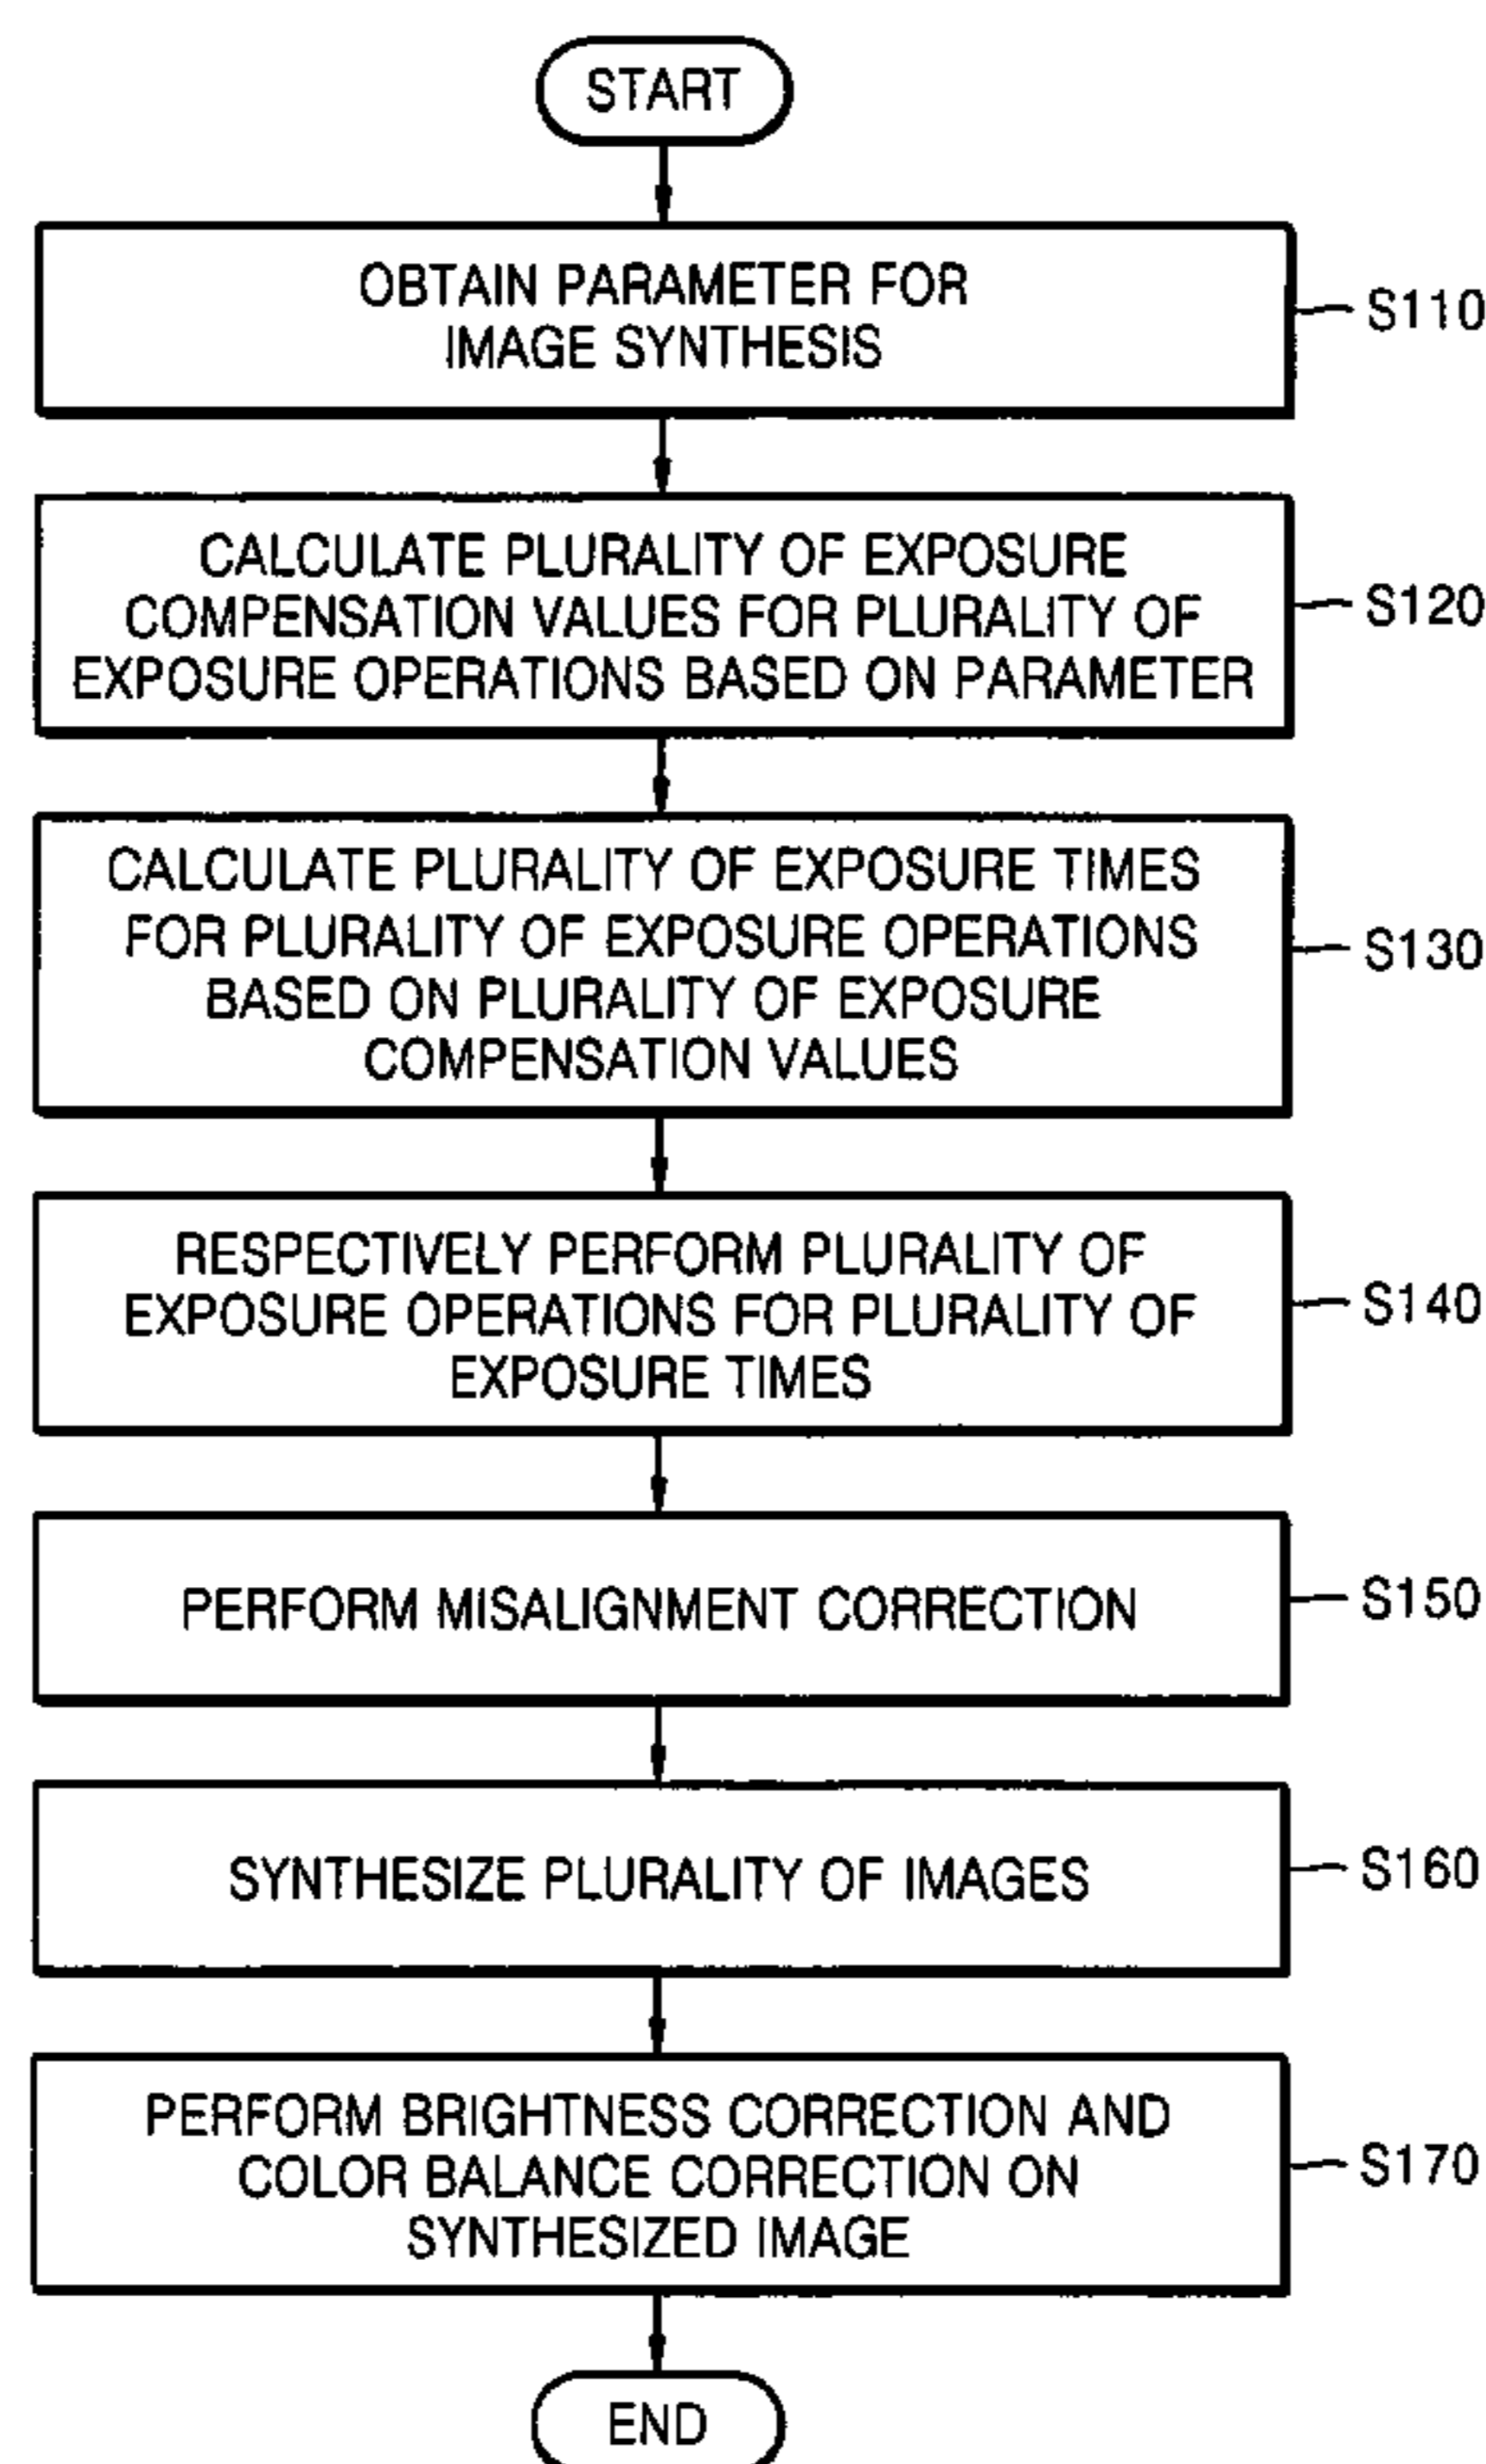 START
OBTAIN PARAMETER FOR
IMAGE SYNTHESIS
S110
CALCULATE PLURALITY OF EXPOSURE
COMPENSATION VALUES FOR PLURALITY OF
EXPOSURE OPERATIONS BASED ON PARAMETER
S120
CALCULATE PLURALITY OF EXPOSURE TIMES
FOR PLURALITY OF EXPOSURE OPERATIONS
BASED ON PLURALITY OF EXPOSURE
COMPENSATION VALUES
S130
RESPECTIVELY PERFORM PLURALITY OF
EXPOSURE OPERATIONS FOR PLURALITY OF
EXPOSURE TIMES
S140
PERFORM MISALIGNMENT CORRECTION
S150
SYNTHESIZE PLURALITY OF IMAGES
S160
PERFORM BRIGHTNESS CORRECTION AND
COLOR BALANCE CORRECTION ON
SYNTHESIZED IMAGE
S170
END